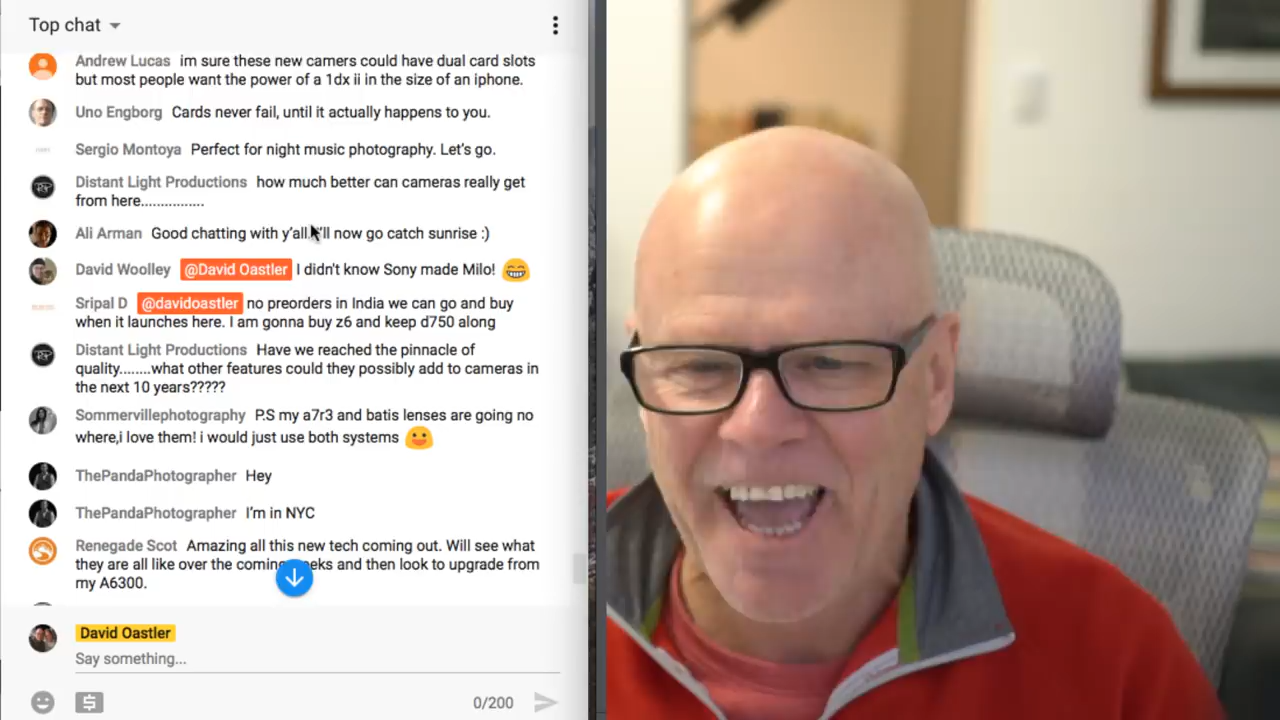 Top chat
Andrew Lucas im sure these new camers could have dual card slots
but most people want the power of a 1dx ii in the size of an iphone.
Uno Engborg Cards never fail, until it actually happens to you.
Sergio Montoya Perfect for night music photography. Let's go.
Distant Light Productions how much better can cameras really get
from here...............
Ali Arman Good chatting with y'all. I'll now go catch sunrise :)
David Woolley @David Oastler I didn't know Sony made Milo! 😁
Sripal D @davidoastler no preorders in India we can go and buy
when it launches here. I am gonna buy z6 and keep d750 along
Distant Light Productions Have we reached the pinnacle of
quality........what other features could they possibly add to cameras in
the next 10 years?????
Sommervillephotography P.S my a7r3 and batis lenses are going no
where,i love them! i would just use both systems 😀
ThePandaPhotographer Hey
ThePandaPhotographer I'm in NYC
Renegade Scot Amazing all this new tech coming out. Will see what
they are all like over the coming weeks and then look to upgrade from
my A6300.
David Oastler
Say something...
0/200